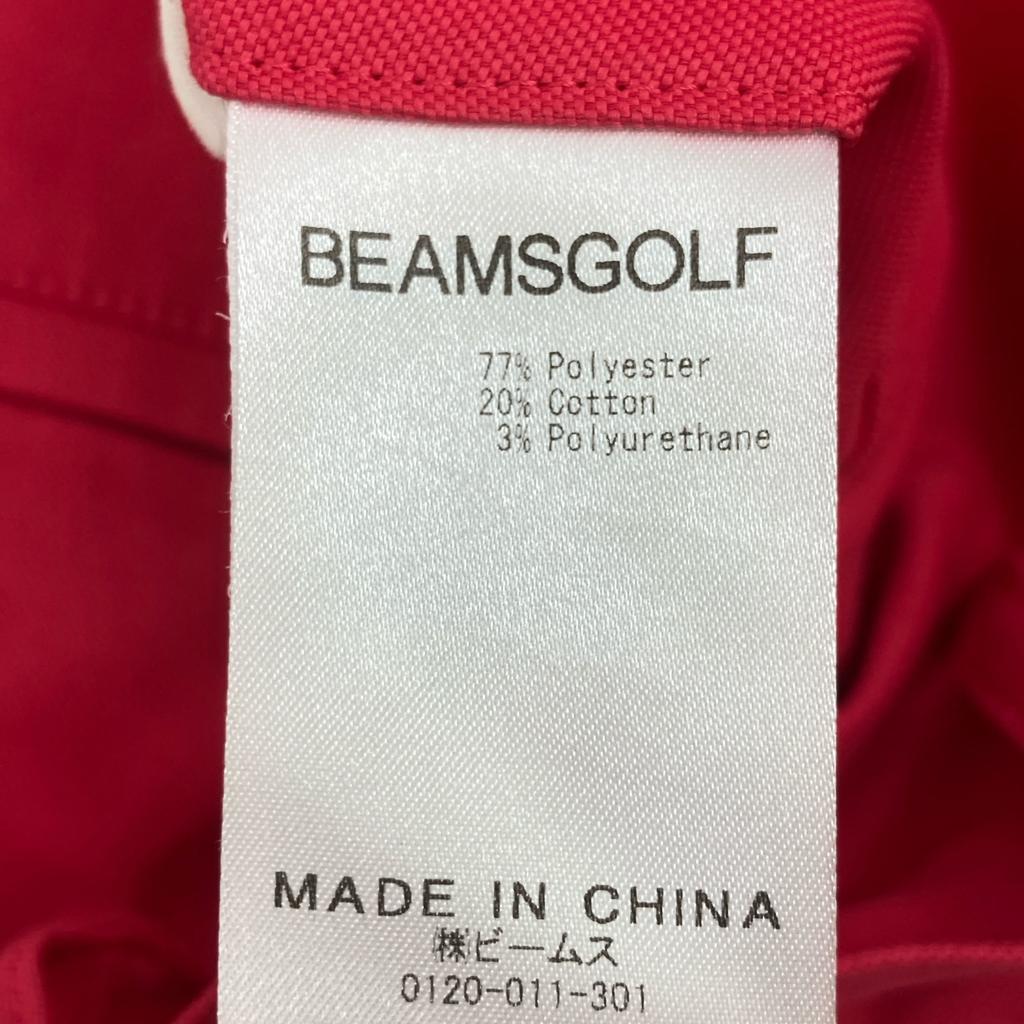 BEAMSGOLF
77% Polyester
20% Cotton
3% Polyurethane
MADE IN CHINA
㈱ビームス
0120-011-301